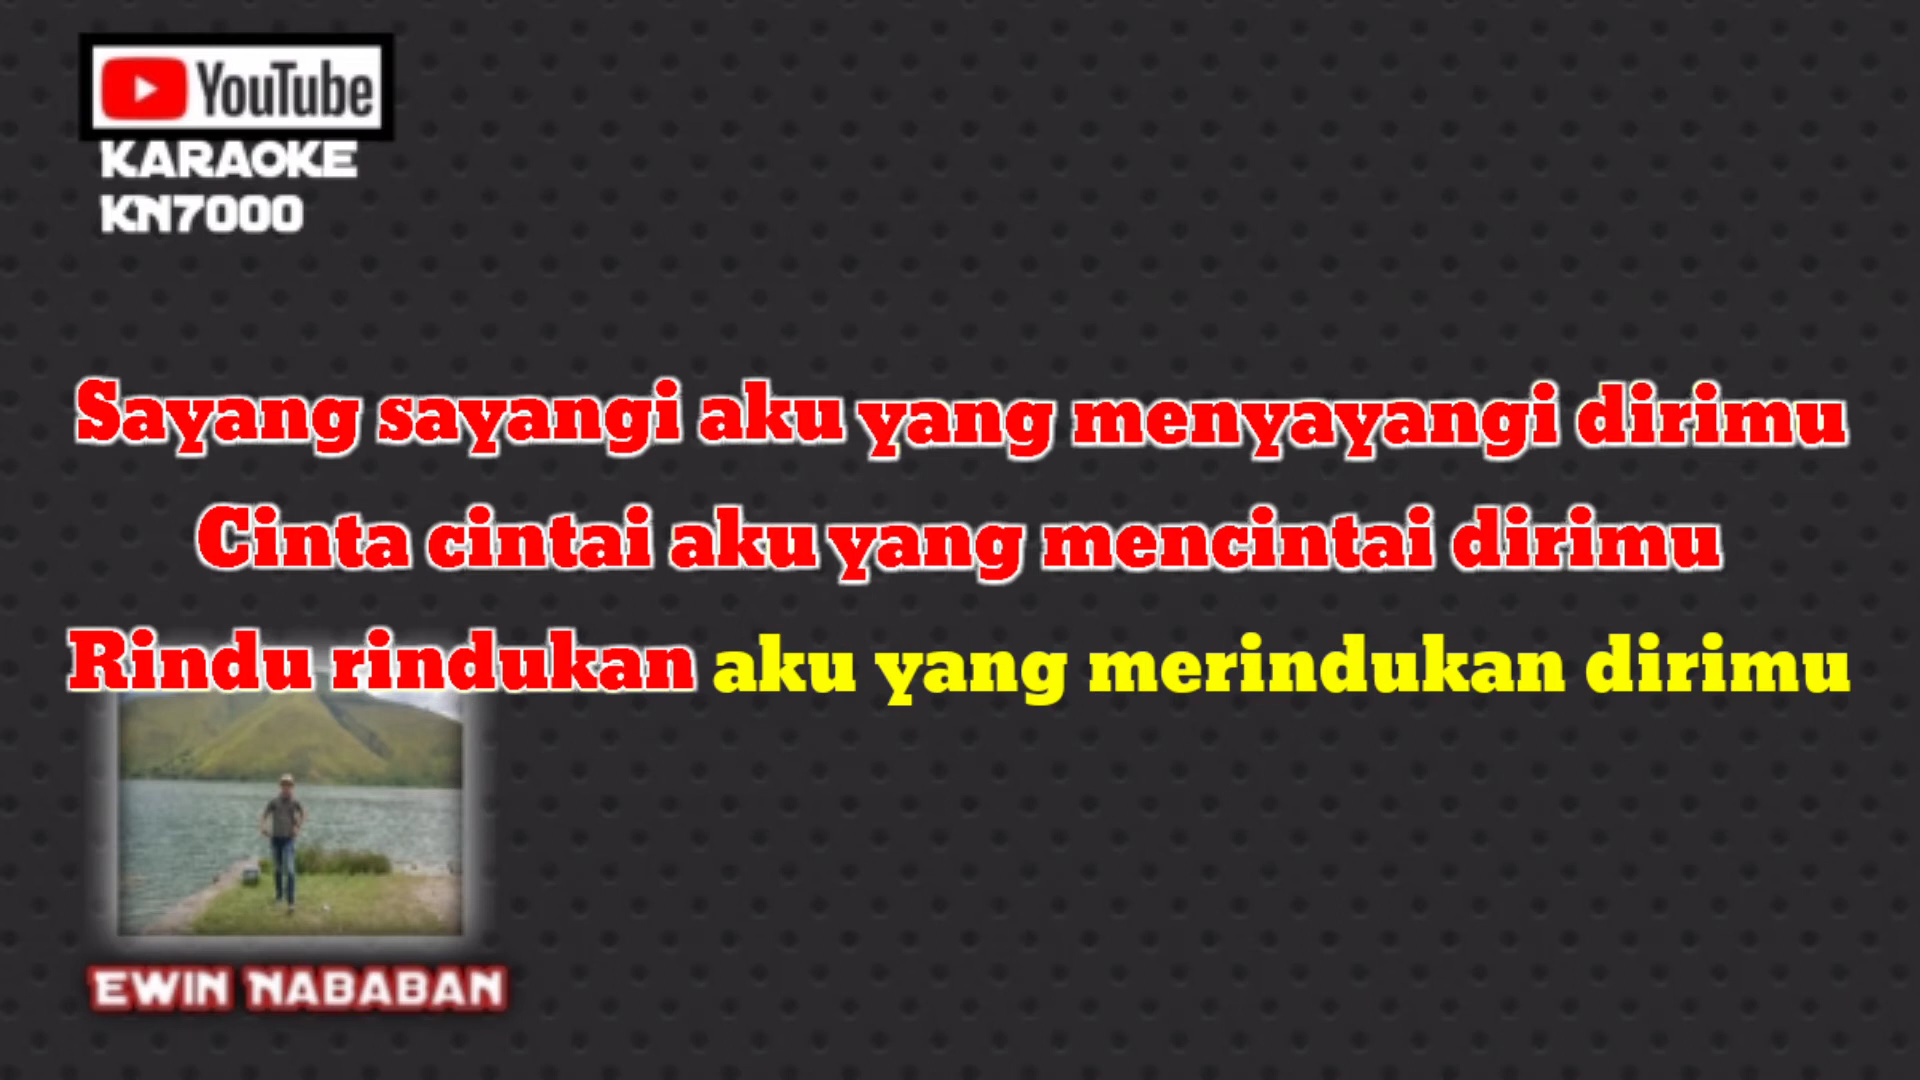 YouTube
KARAOKE
KN7000
Sayang sayangi aku yang menyayangi dirimu
Cinta cintai aku yang mencintai dirimu
Rindu rindukan aku yang merindukan dirimu
EWIN NABABAN